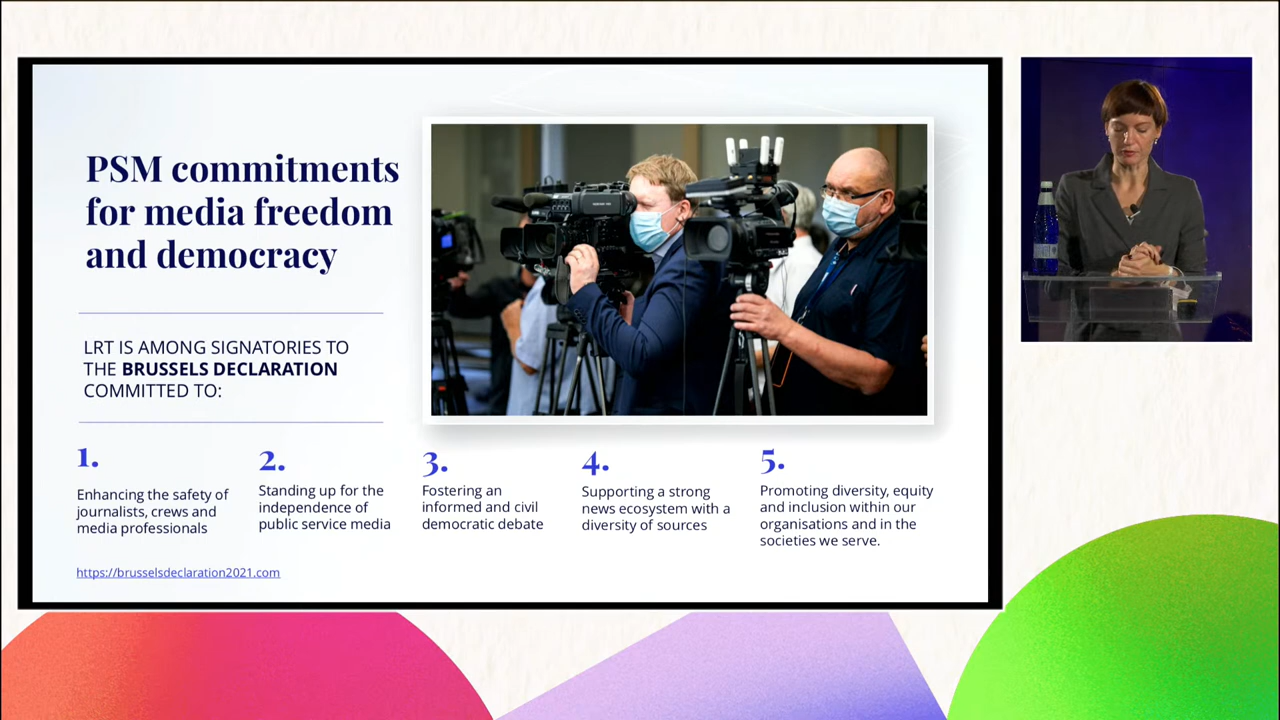 PSM commitments
for media freedom
and democracy
LRT IS AMONG SIGNATORIES TO
THE BRUSSELS DECLARATION
COMMITTED TO:
1.
Enhancing the safety of
journalists, crews and
media professionals
2.
Standing up for the
independence of
public service media
3.
Fostering an
informed and civil
democratic debate
4.
Supporting a strong
news ecosystem with a
diversity of sources
5.
Promoting diversity, equity
and inclusion within our
organisations and in the
societies we serve.
https://brusselsdeclaration2021.com